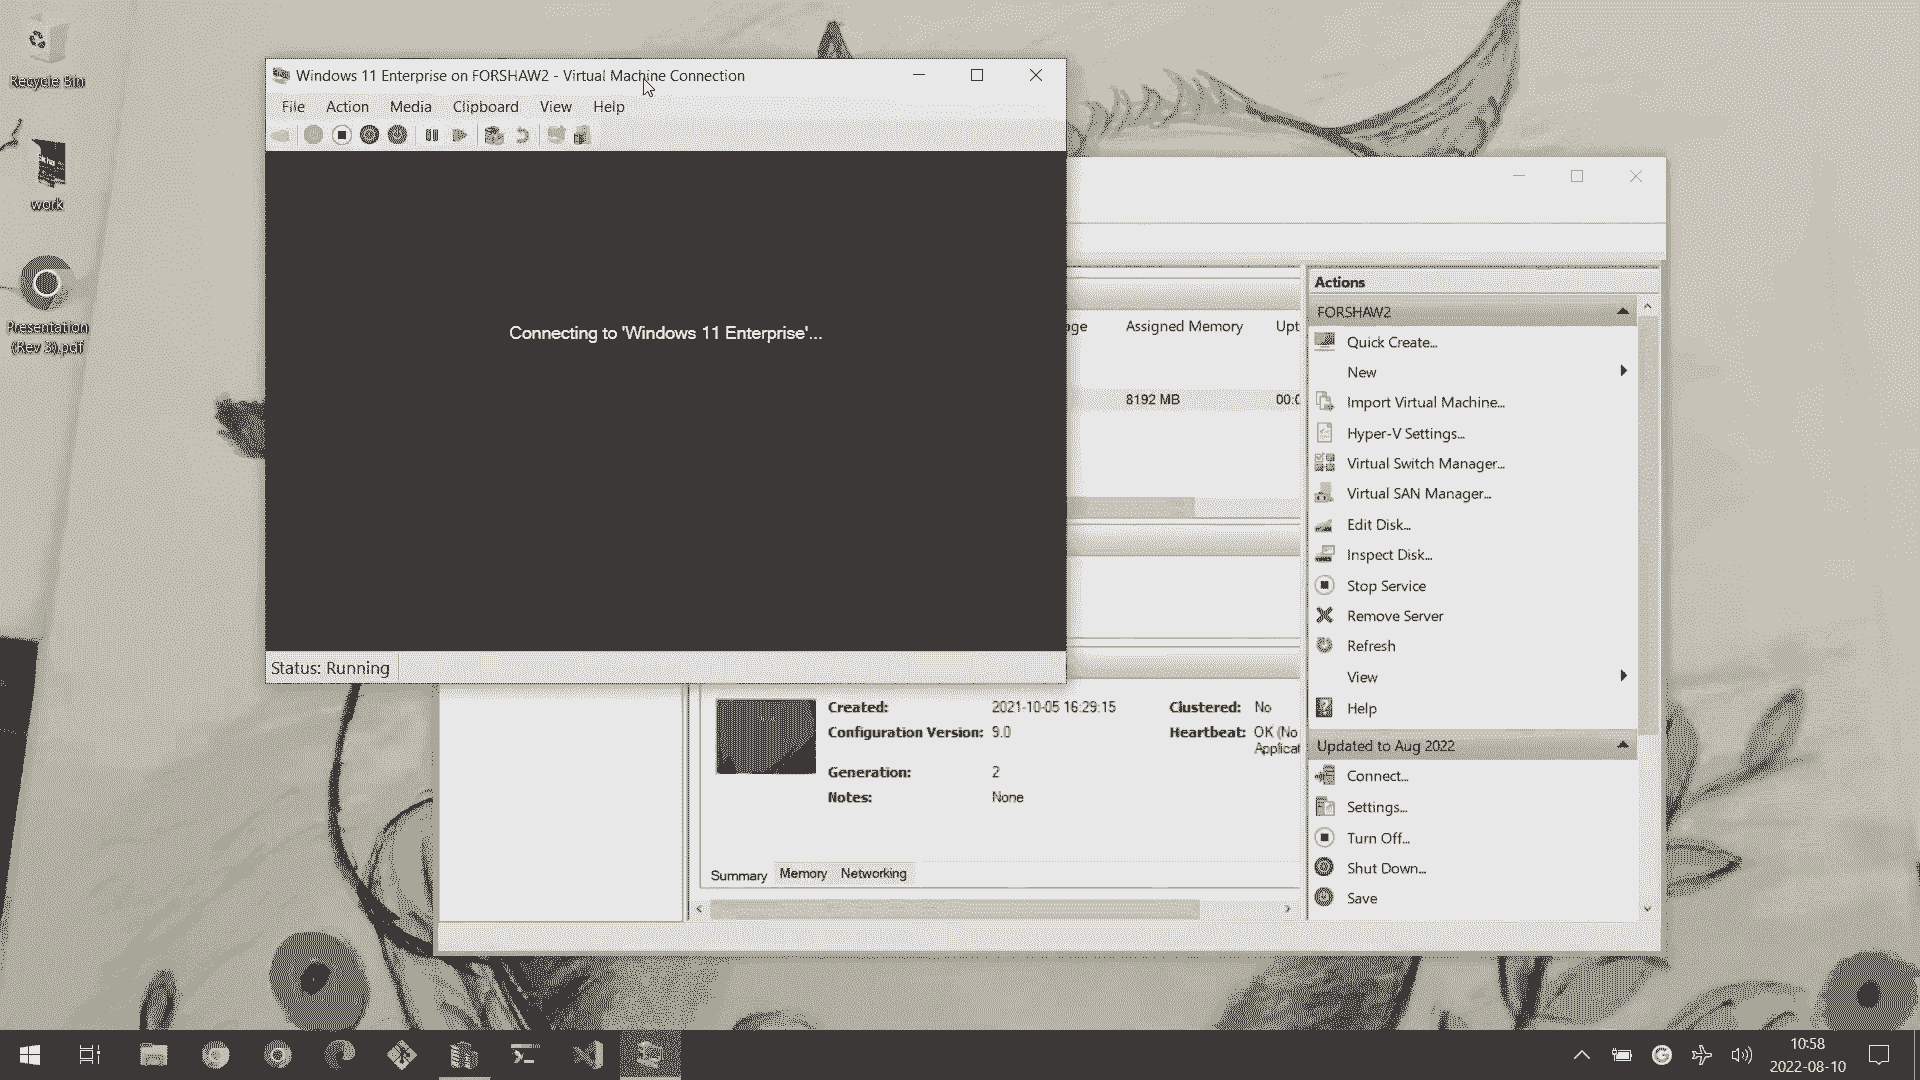 Recycle Bin
work
Presentation
(Rev 3).pdf
Windows 11 Enterprise on FORSHAW2 - Virtual Machine Connection
File Action Media Clipboard View Help
Connecting to 'Windows 11 Enterprise'...
Status: Running
Assigned Memory
8192 MB
Created: 2021-10-05 16:29:15 Clustered: No
Configuration Version: 9.0 Heartbeat: OK (No
Generation: 2
Notes: None
Summary Memory Networking
Actions
FORSHAW2
Quick Create...
New
Import Virtual Machine...
Hyper-V Settings...
Virtual Switch Manager...
Virtual SAN Manager...
Edit Disk...
Inspect Disk...
Stop Service
Remove Server
Refresh
View
Help
Updated to Aug 2022
Connect...
Settings...
Turn Off...
Shut Down...
Save
10:58
2022-08-10